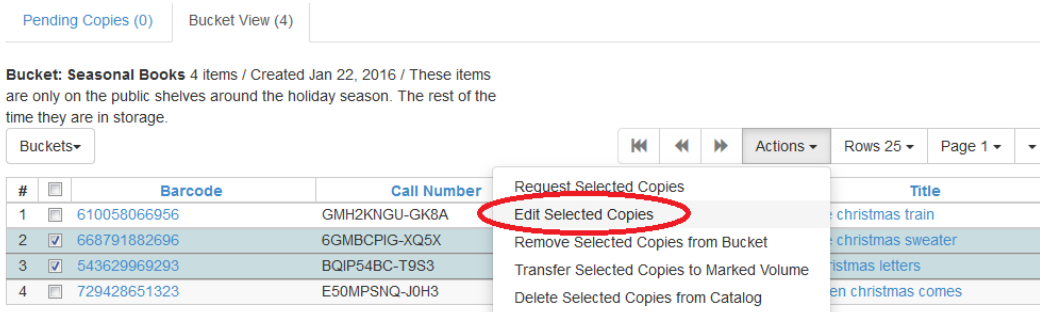 Pending Copies (0) Bucket View (4)
Bucket: Seasonal Books 4 items / Created Jan 22, 2016 / These items
are only on the public shelves around the holiday season. The rest of the
time they are in storage.
Buckets Actions Rows 25 Page 1
# Barcode Call Number Title
Request Selected Copies
1 610058066956 GMH2KNGU-GK8A christmas train
Edit Selected Copies
2 668791882696 6GMBCPIG-XQ5X christmas sweater
Remove Selected Copies from Bucket
3 543629969293 BQIP54BC-T9S3 istmas letters
Transfer Selected Copies to Marked Volume
4 729428651323 E50MPSNQ-J0H3 en christmas comes
Delete Selected Copies from Catalog